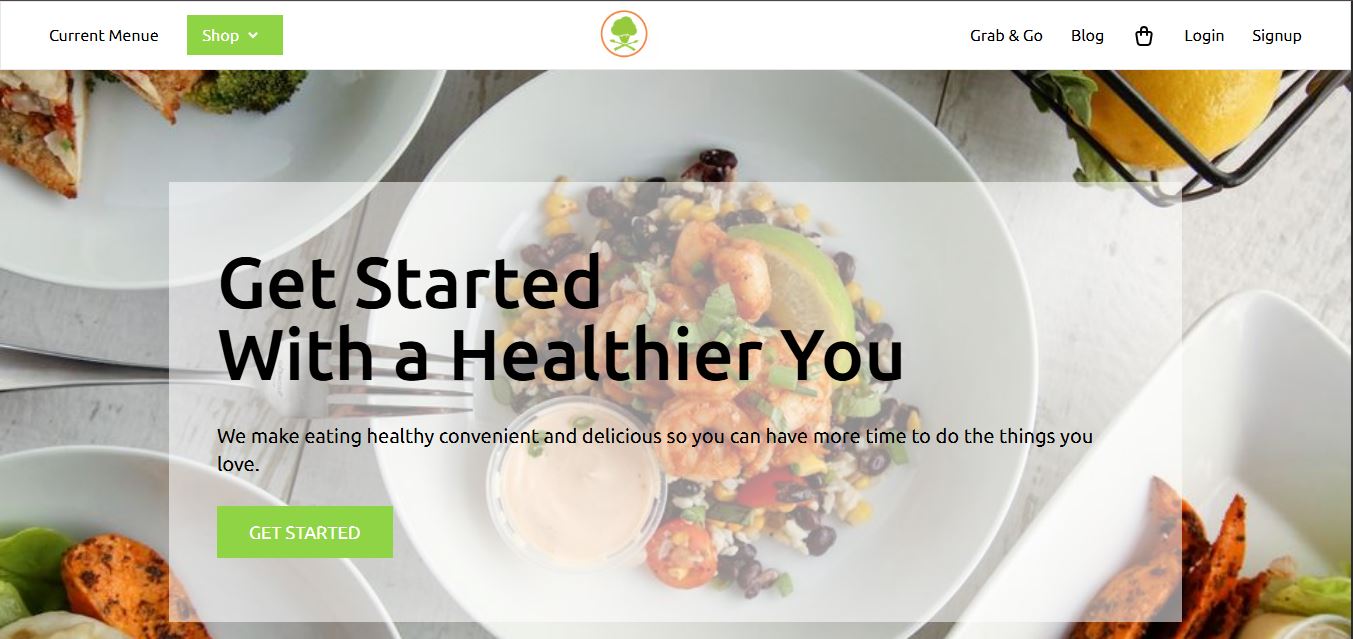 Current Menue
Shop
Grab & Go
Blog
Login
Signup
Get Started
With a Healthier You
We make eating healthy convenient and delicious so you can have more time to do the things you
love.
GET STARTED